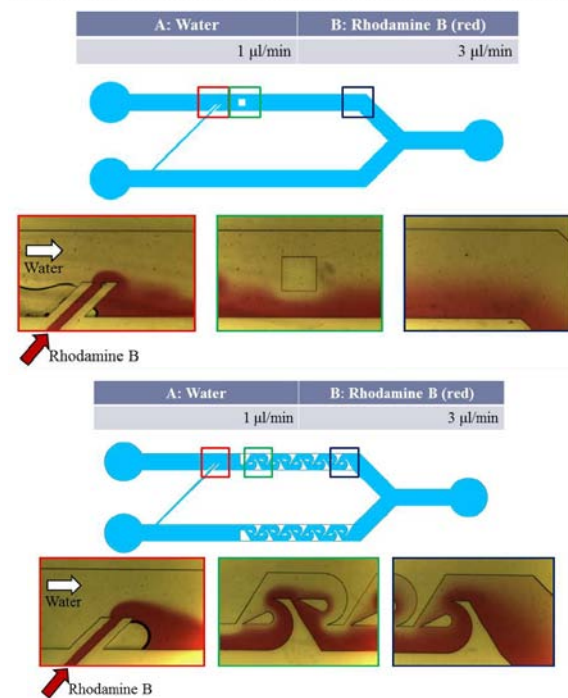 A: Water B: Rhodamine B (red)
1 µl/min 3 µl/min
Water
Rhodamine B
A: Water B: Rhodamine B (red)
1 µl/min 3 µl/min
Water
Rhodamine B